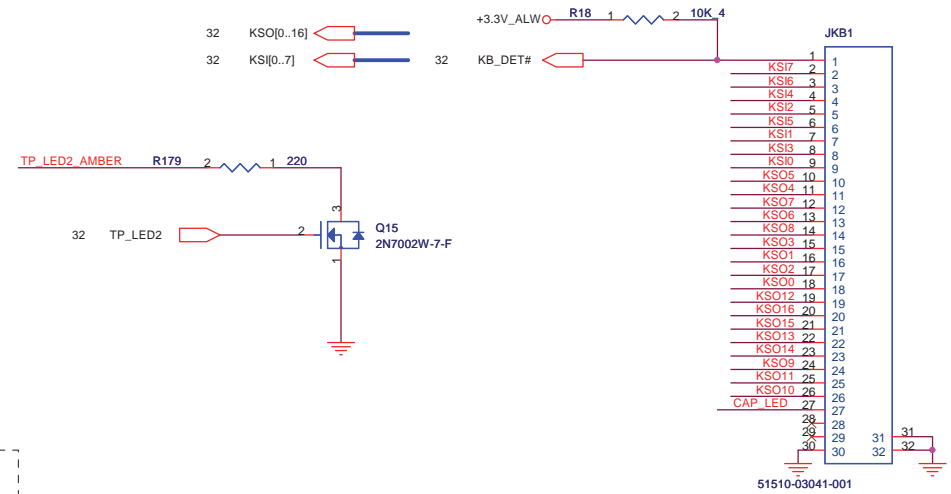 +3.3V_ALW R18 1 2 10K_4
32 KSO[0..16]
32 KSI[0..7]
32 KB_DET#
JKB1
1 1
KSI7 2 2
KSI6 3 3
KSI4 4 4
KSI2 5 5
KSI5 6 6
KSI1 7 7
KSI3 8 8
KSI0 9 9
KSO5 10 10
KSO4 11 11
KSO7 12 12
KSO6 13 13
KSO8 14 14
KSO3 15 15
KSO1 16 16
KSO2 17 17
KSO0 18 18
KSO12 19 19
KSO16 20 20
KSO15 21 21
KSO13 22 22
KSO14 23 23
KSO9 24 24
KSO11 25 25
KSO10 26 26
CAP_LED 27 27
28 28
29 29
30 30
31 31
32 32
51510-03041-001
TP_LED2_AMBER R179 2 1 220
3
32 TP_LED2 2
Q15
2N7002W-7-F
1